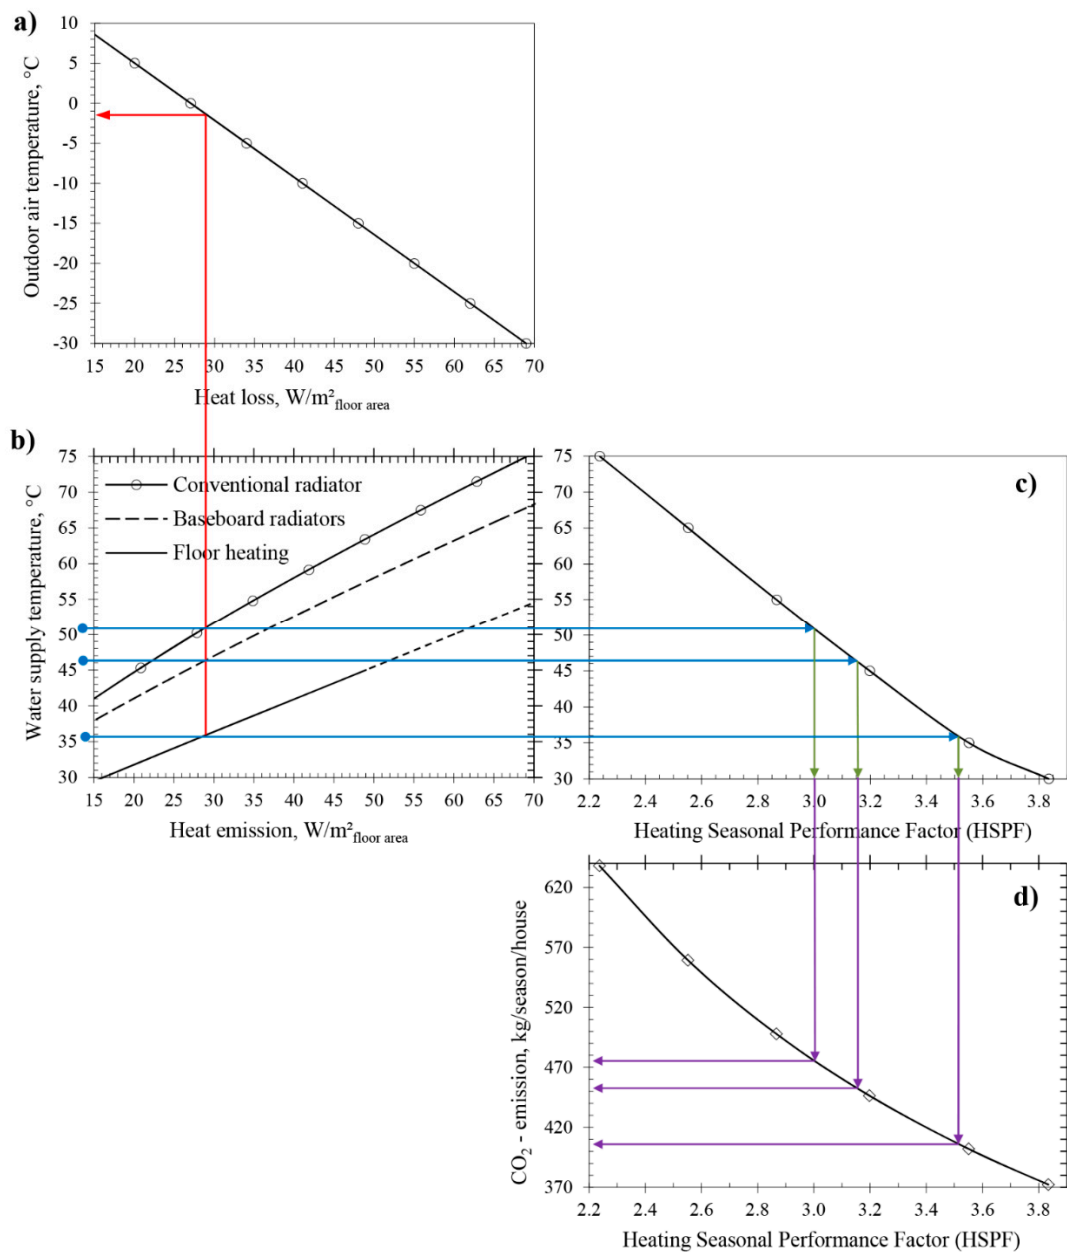 a)
10
5
0
-5
-10
-15
-20
-25
-30
Outdoor air temperature, °C
15 20 25 30 35 40 45 50 55 60 65 70
Heat loss, W/m²floor area
b)
75
70
65
60
55
50
45
40
35
30
Water supply temperature, °C
Conventional radiator
Baseboard radiators
Floor heating
15 20 25 30 35 40 45 50 55 60 65 70
Heat emission, W/m²floor area
c)
75
70
65
60
55
50
45
40
35
30
2.2 2.4 2.6 2.8 3.0 3.2 3.4 3.6 3.8
Heating Seasonal Performance Factor (HSPF)
d)
620
570
520
470
420
370
CO₂ - emission, kg/season/house
2.2 2.4 2.6 2.8 3.0 3.2 3.4 3.6 3.8
Heating Seasonal Performance Factor (HSPF)